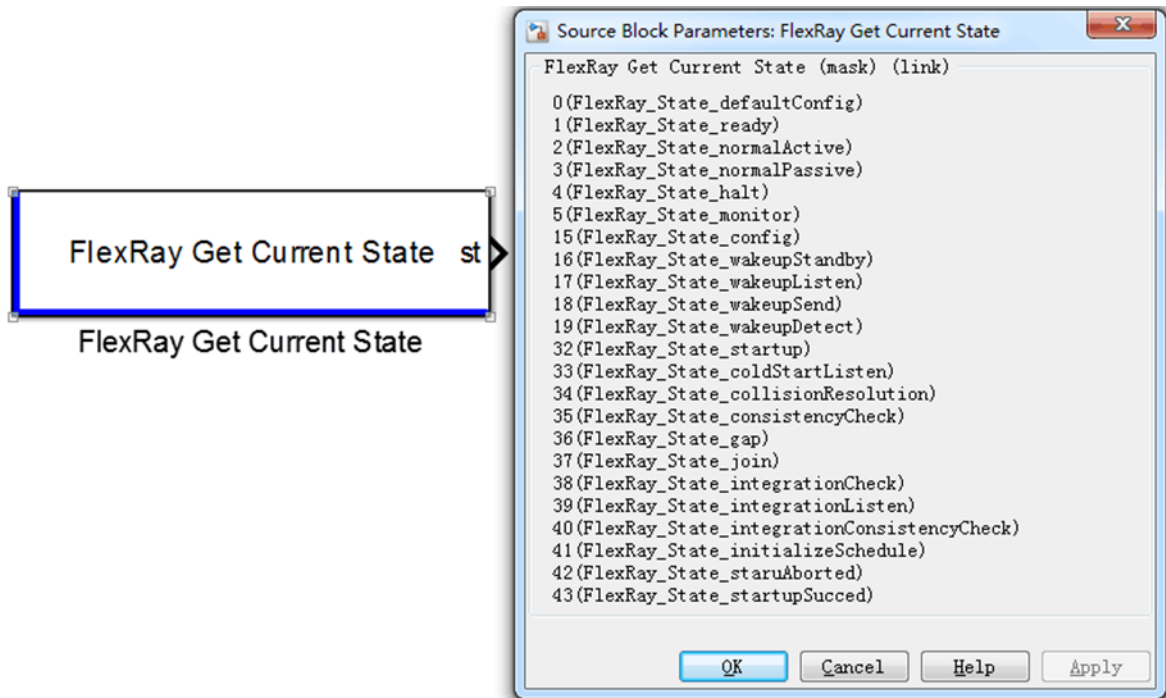 FlexRay Get Current State st
FlexRay Get Current State
Source Block Parameters: FlexRay Get Current State
FlexRay Get Current State (mask) (link)
0(FlexRay_State_defaultConfig)
1(FlexRay_State_ready)
2(FlexRay_State_normalActive)
3(FlexRay_State_normalPassive)
4(FlexRay_State_halt)
5(FlexRay_State_monitor)
15(FlexRay_State_config)
16(FlexRay_State_wakeupStandby)
17(FlexRay_State_wakeupListen)
18(FlexRay_State_wakeupSend)
19(FlexRay_State_wakeupDetect)
32(FlexRay_State_startup)
33(FlexRay_State_coldStartListen)
34(FlexRay_State_collisionResolution)
35(FlexRay_State_consistencyCheck)
36(FlexRay_State_gap)
37(FlexRay_State_join)
38(FlexRay_State_integrationCheck)
39(FlexRay_State_integrationListen)
40(FlexRay_State_integrationConsistencyCheck)
41(FlexRay_State_initializeSchedule)
42(FlexRay_State_staruAborted)
43(FlexRay_State_startupSucced)
OK Cancel Help Apply